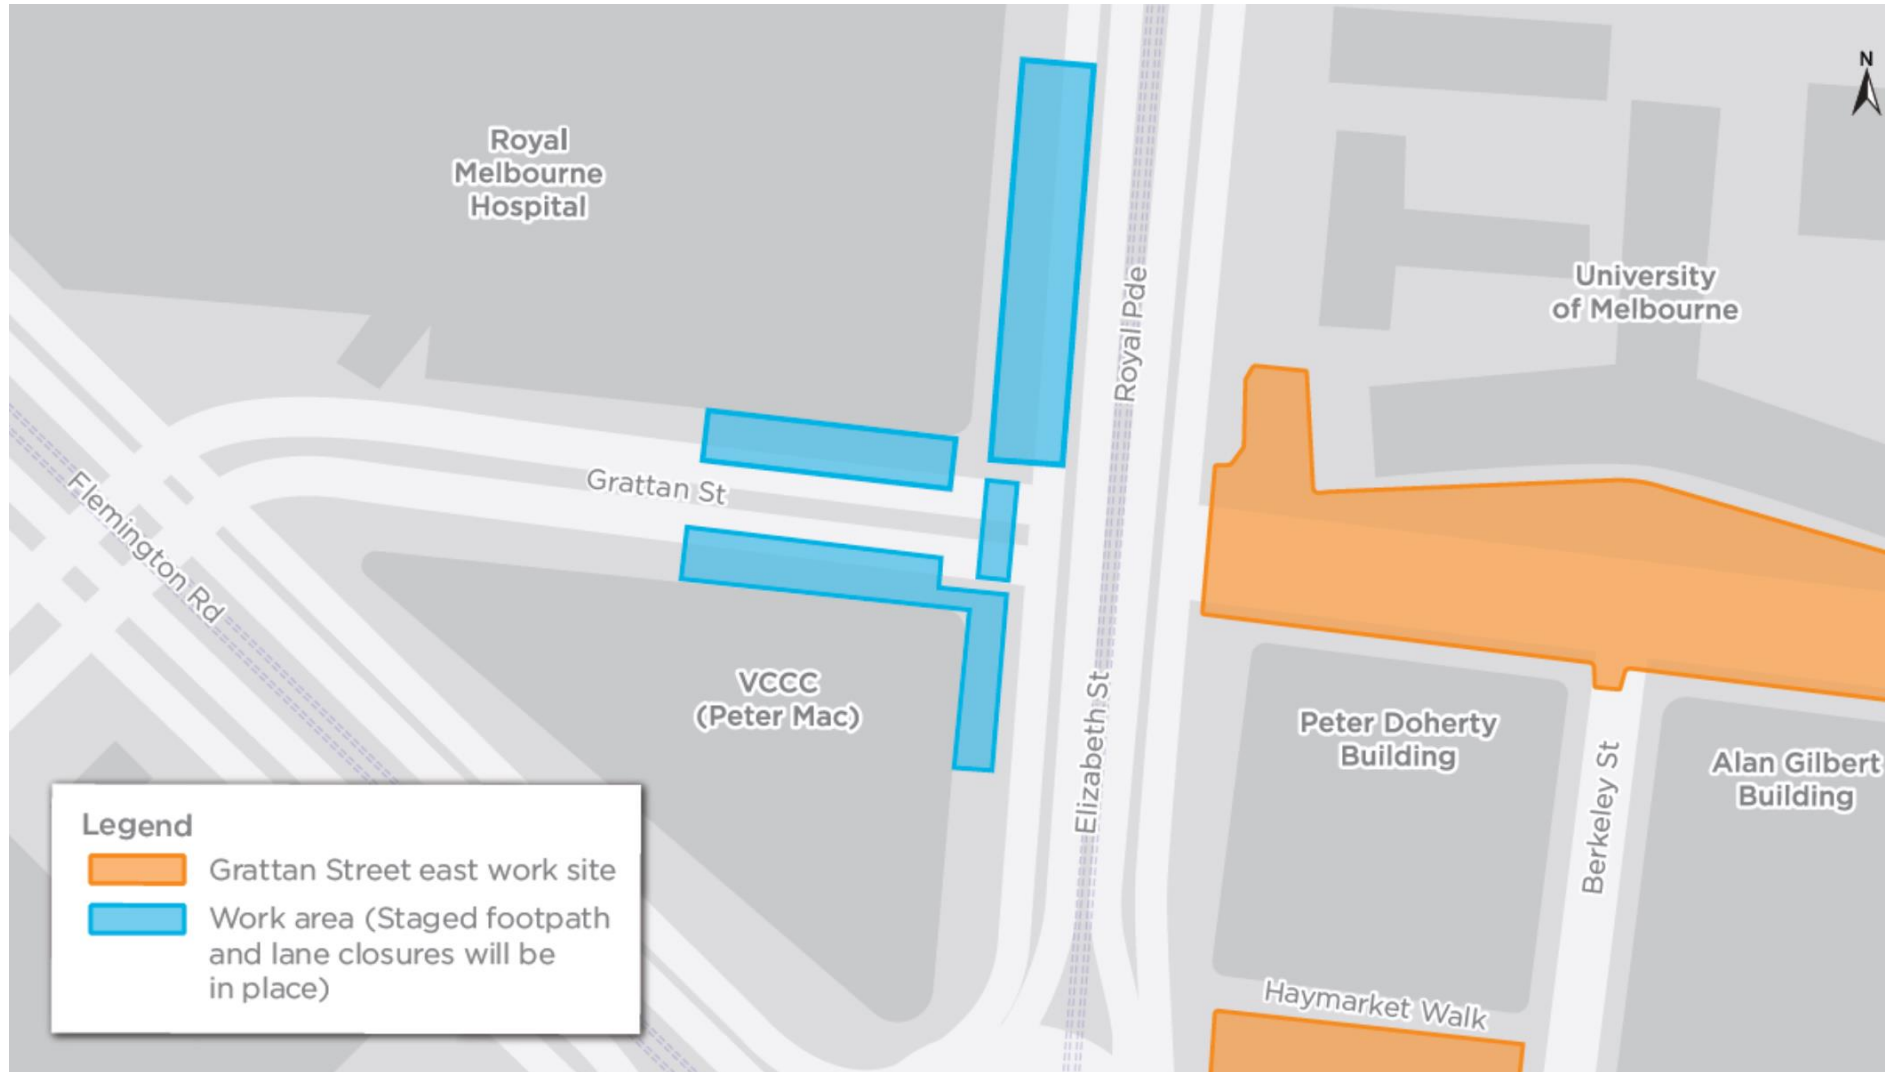 N
Royal
Melbourne
Hospital
University
of Melbourne
Royal Pde
Grattan St
Flemington Rd
VCCC
(Peter Mac)
Elizabeth St
Peter Doherty
Building
Alan Gilbert
Building
Berkeley St
Haymarket Walk
Legend
Grattan Street east work site
Work area (Staged footpath
and lane closures will be
in place)